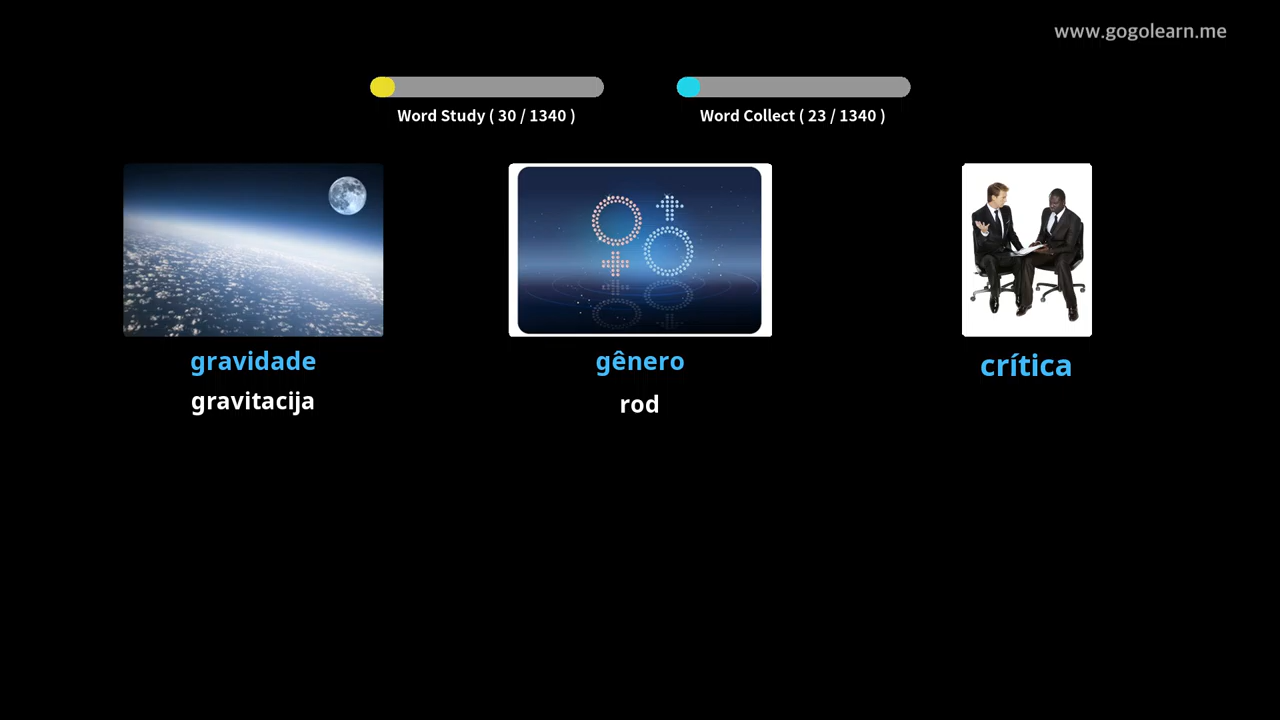 www.gogolearn.me
Word Study ( 30 / 1340 )
Word Collect ( 23 / 1340 )
gravidade
gravitacija
gênero
rod
crítica